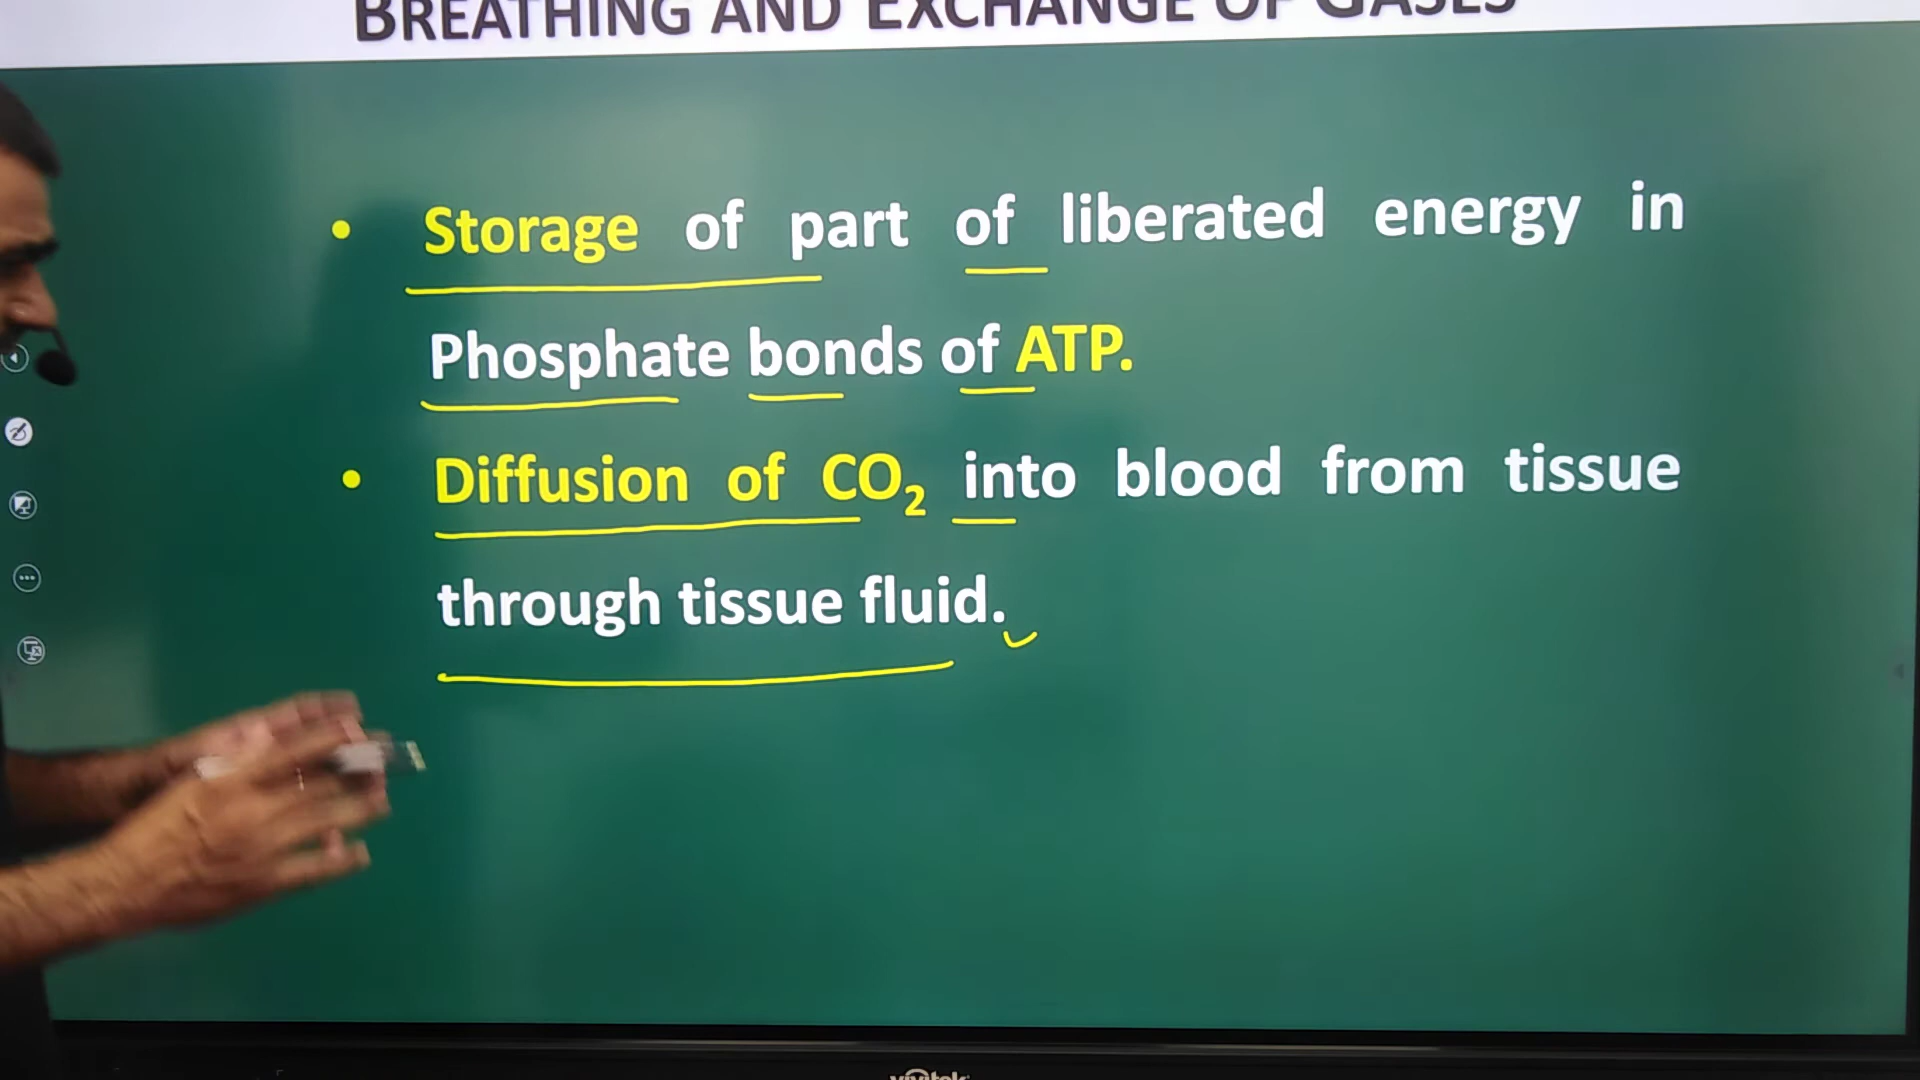 BREATHING AND EXCHANGE OF GASES
• Storage of part of liberated energy in
Phosphate bonds of ATP.
• Diffusion of CO₂ into blood from tissue
through tissue fluid.
vivitek